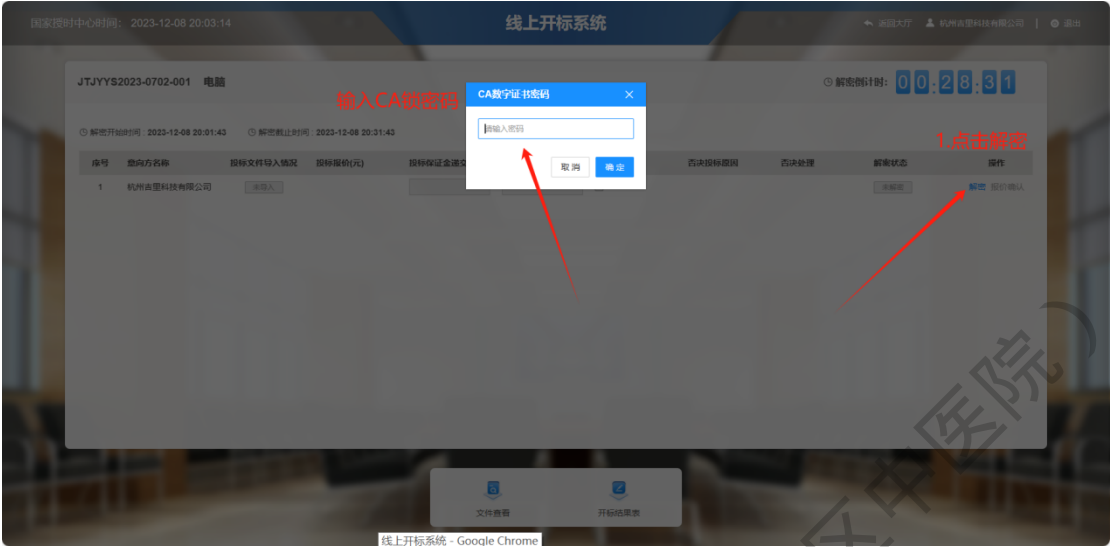 国家授时中心时间: 2023-12-08 20:03:14
线上开标系统
返回大厅 杭州吉里科技有限公司 | 退出
JTJYYS2023-0702-001 电脑
解密倒计时: 00:28:31
输入CA锁密码
CA数字证书密码
请输入密码
取消 确定
解密开始时间: 2023-12-08 20:01:43 解密截止时间: 2023-12-08 20:31:43
1.点击解密
序号 意向方名称 投标文件导入情况 投标报价(元) 投标保证金递交 否决投标原因 否决处理 解密状态 操作
1 杭州吉里科技有限公司 未导入 未解密 解密 报价确认
文件查看 开标结果表
线上开标系统 - Google Chrome
区中医院）